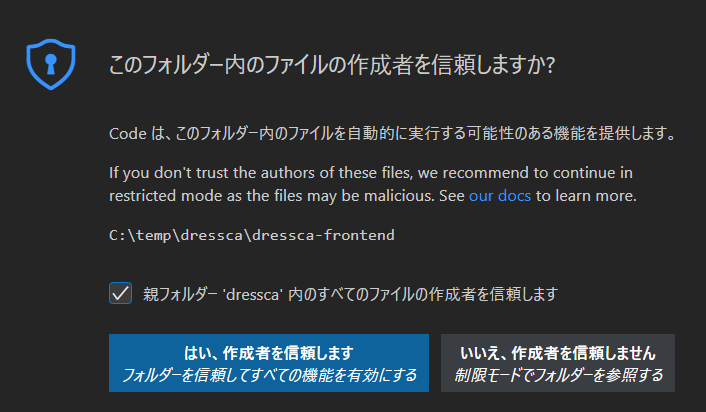 このフォルダー内のファイルの作成者を信頼しますか?
Code は、このフォルダー内のファイルを自動的に実行する可能性のある機能を提供します。
If you don't trust the authors of these files, we recommend to continue in
restricted mode as the files may be malicious. See our docs to learn more.
C:\temp\dressca\dressca-frontend
親フォルダー 'dressca' 内のすべてのファイルの作成者を信頼します
はい、作成者を信頼します
フォルダーを信頼してすべての機能を有効にする
いいえ、作成者を信頼しません
制限モードでフォルダーを参照する